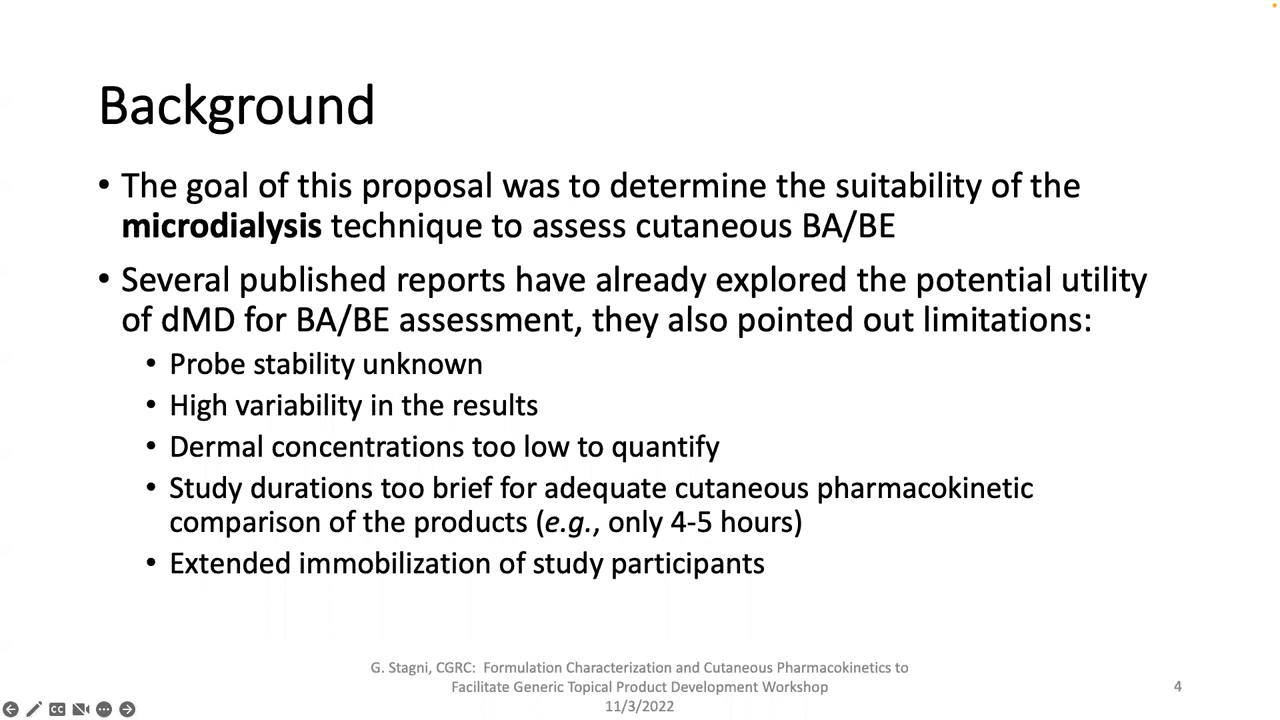 Background
• The goal of this proposal was to determine the suitability of the
microdialysis technique to assess cutaneous BA/BE
• Several published reports have already explored the potential utility
of dMD for BA/BE assessment, they also pointed out limitations:
• Probe stability unknown
• High variability in the results
• Dermal concentrations too low to quantify
• Study durations too brief for adequate cutaneous pharmacokinetic
comparison of the products (e.g., only 4-5 hours)
• Extended immobilization of study participants
G. Stagni, CGRC:  Formulation Characterization and Cutaneous Pharmacokinetics to
Facilitate Generic Topical Product Development Workshop
11/3/2022
4
CC